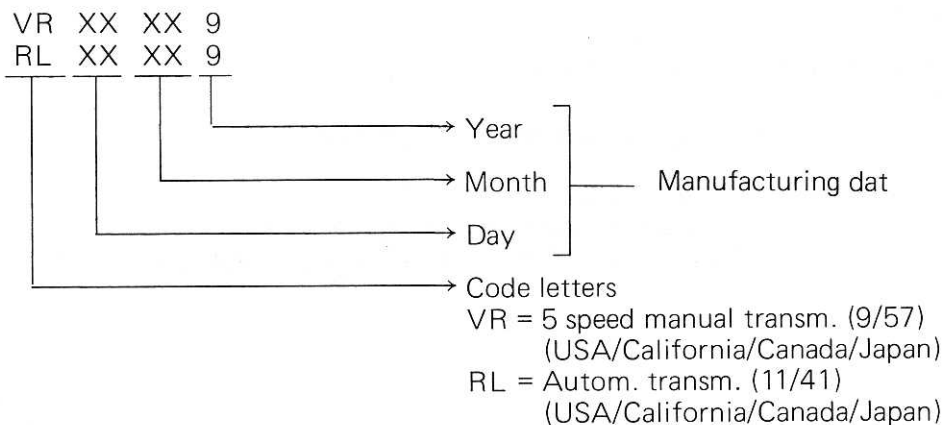 VR XX XX 9
RL XX XX 9
Year
Month
Manufacturing dat
Day
Code letters
VR = 5 speed manual transm. (9/57)
(USA/California/Canada/Japan)
RL = Autom. transm. (11/41)
(USA/California/Canada/Japan)